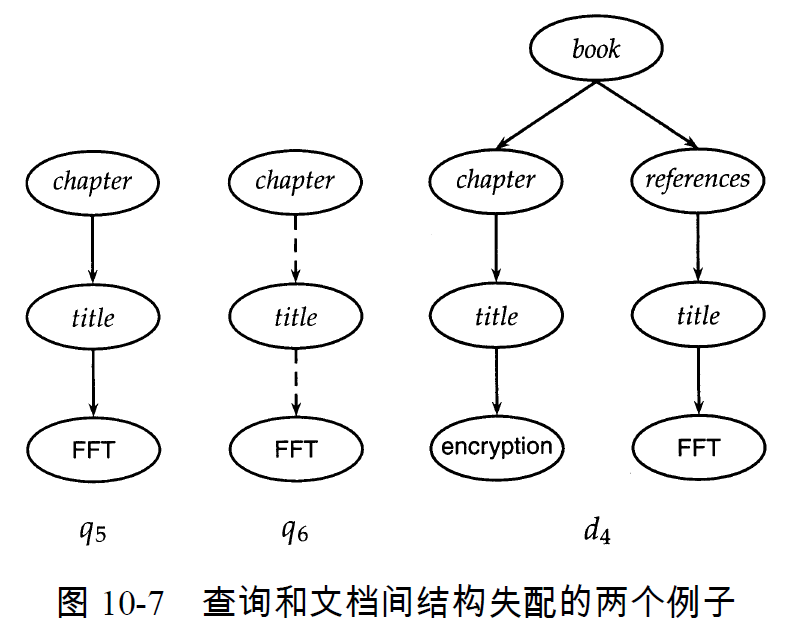 book
chapter
chapter
chapter
references
title
title
title
title
FFT
FFT
encryption
FFT
q5
q6
d4
图 10-7 查询和文档间结构失配的两个例子